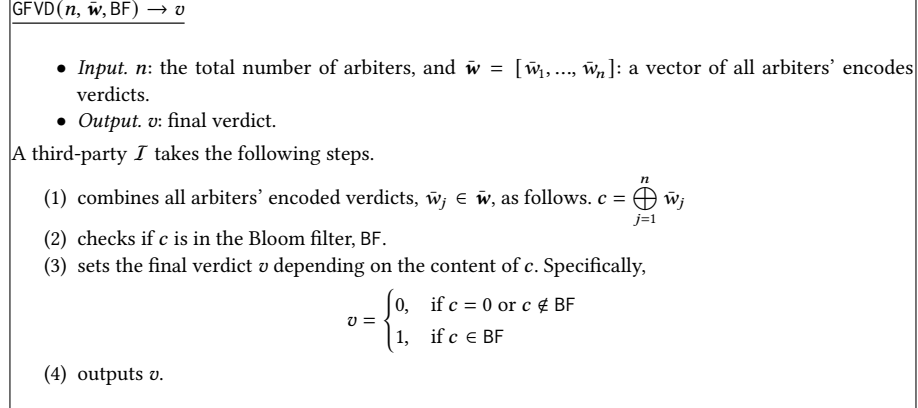 GFVD(n, w̄, BF) → v
• Input. n: the total number of arbiters, and w̄ = [w̄₁, ..., w̄ₙ]: a vector of all arbiters' encodes
verdicts.
• Output. v: final verdict.
A third-party I takes the following steps.
(1) combines all arbiters' encoded verdicts, w̄ⱼ ∈ w̄, as follows. c = ⊕ⁿⱼ₌₁ w̄ⱼ
(2) checks if c is in the Bloom filter, BF.
(3) sets the final verdict v depending on the content of c. Specifically,
v = { 0, if c = 0 or c ∉ BF
1, if c ∈ BF
(4) outputs v.